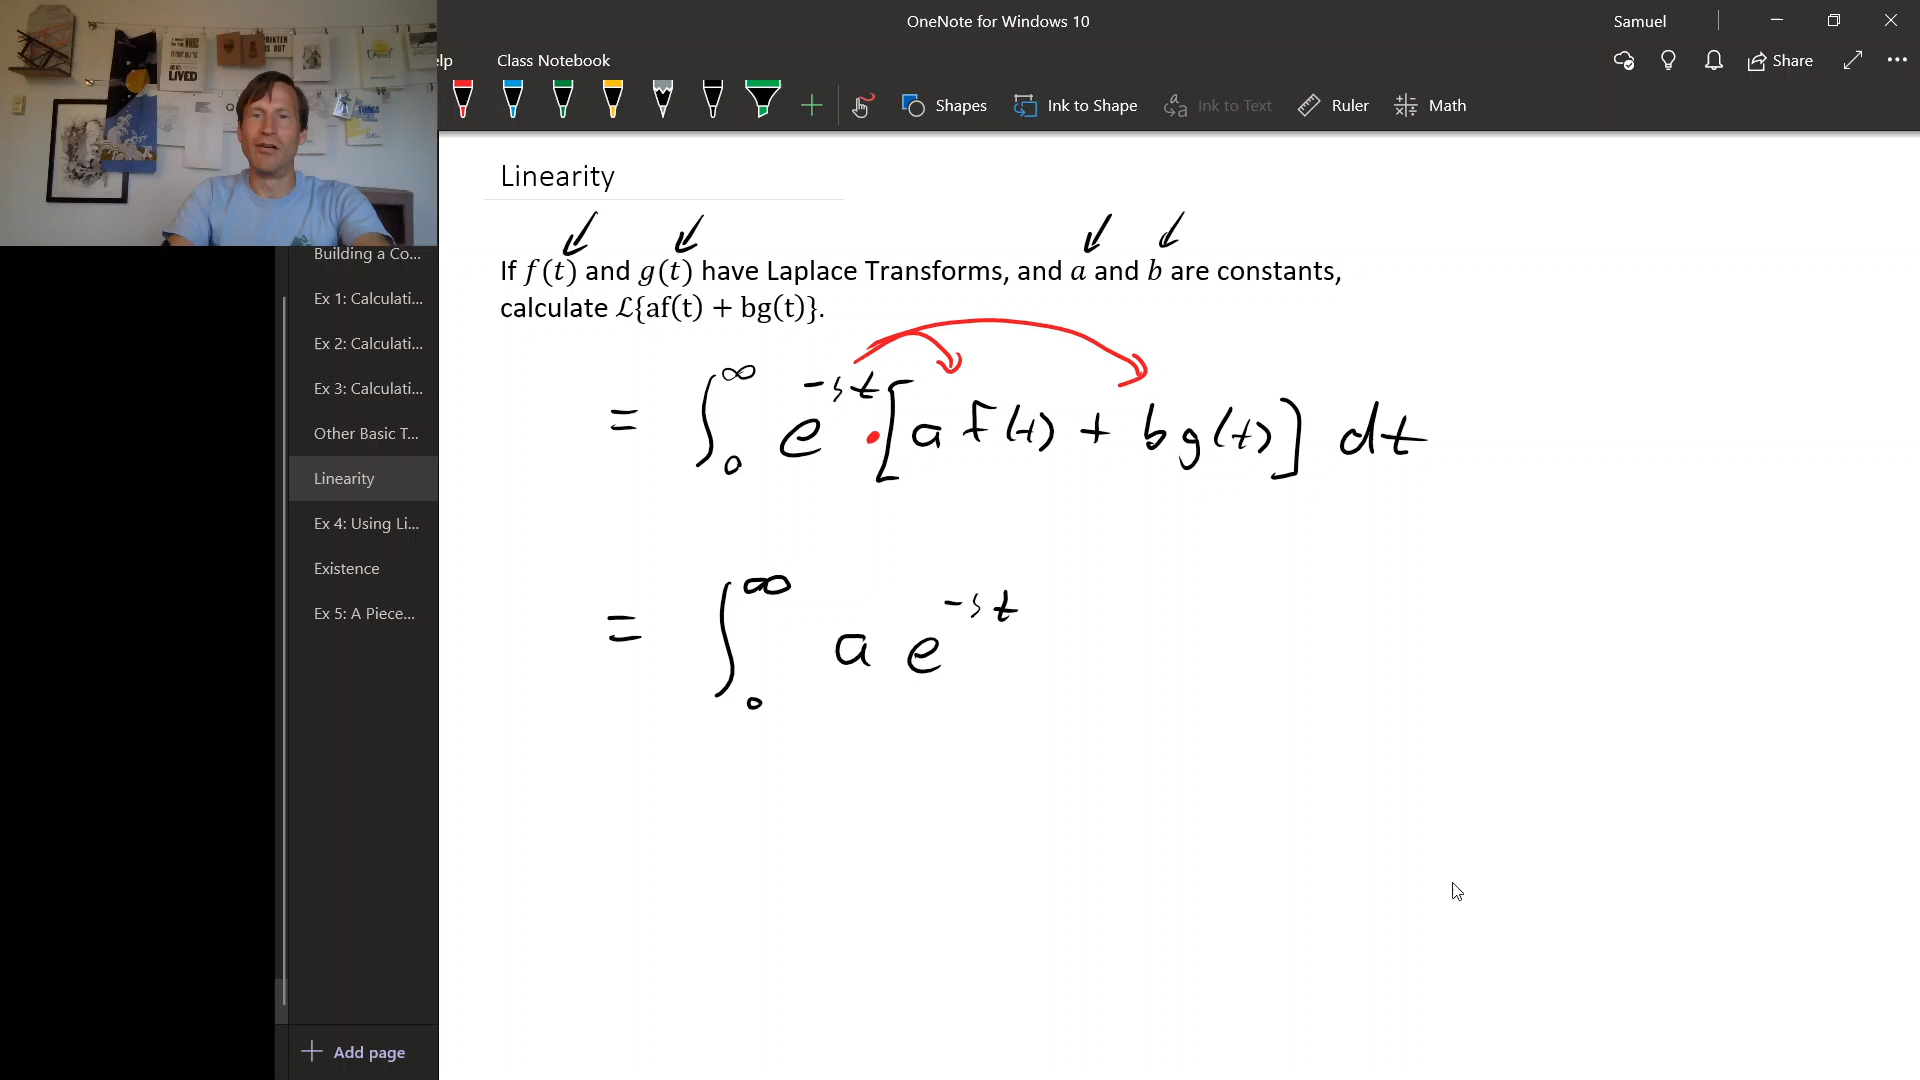 OneNote for Windows 10
Samuel
elp
Class Notebook
Share
Shapes
Ink to Shape
Ink to Text
Ruler
Math
LIVED
Building a Co...
Ex 1: Calculati...
Ex 2: Calculati...
Ex 3: Calculati...
Other Basic T...
Linearity
Ex 4: Using Li...
Existence
Ex 5: A Piece...
Add page
Linearity
If f(t) and g(t) have Laplace Transforms, and a and b are constants,
calculate ℒ{af(t) + bg(t)}.
= ∫₀^∞ e^{-st} · [a f(t) + b g(t)] dt
= ∫₀^∞ a e^{-st}